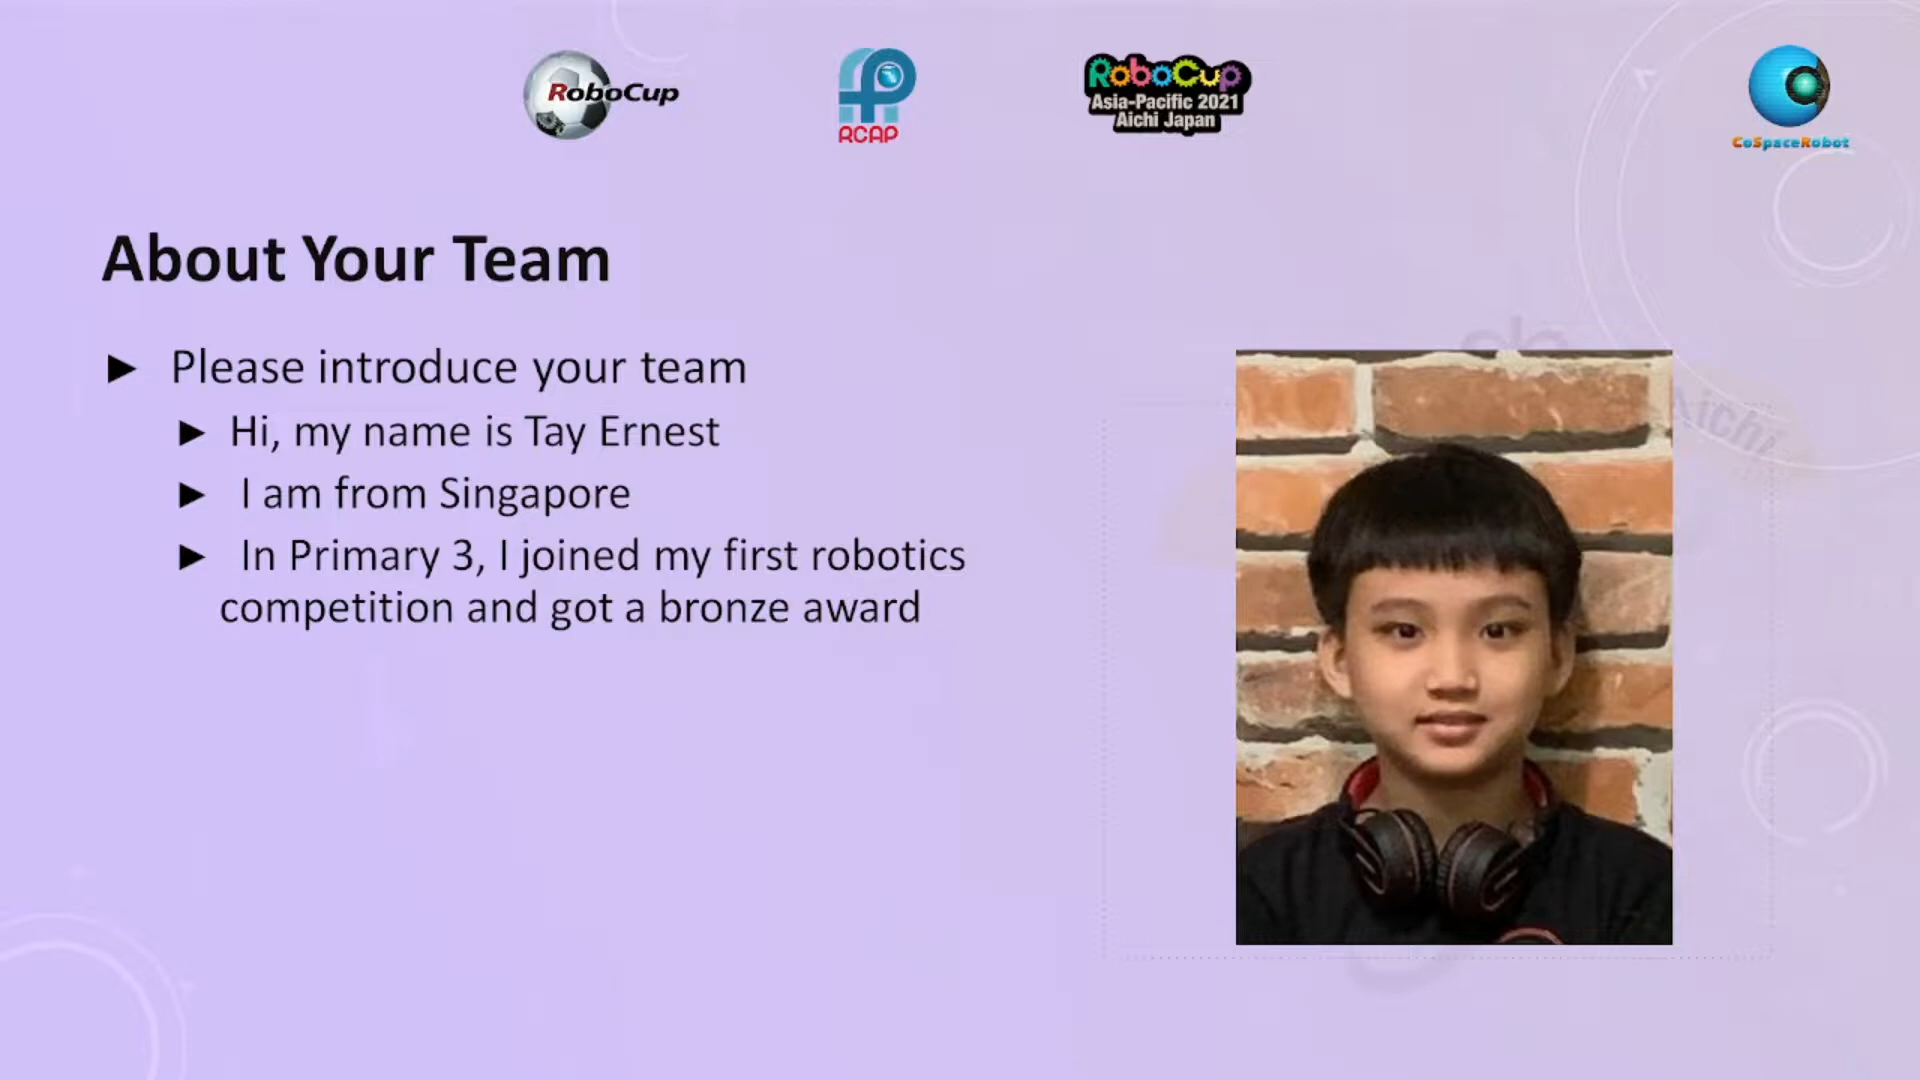 RoboCup
RCAP
RoboCup
Asia-Pacific 2021
Aichi Japan
CoSpaceRobot
About Your Team
► Please introduce your team
► Hi, my name is Tay Ernest
► I am from Singapore
► In Primary 3, I joined my first robotics
competition and got a bronze award
Aichi